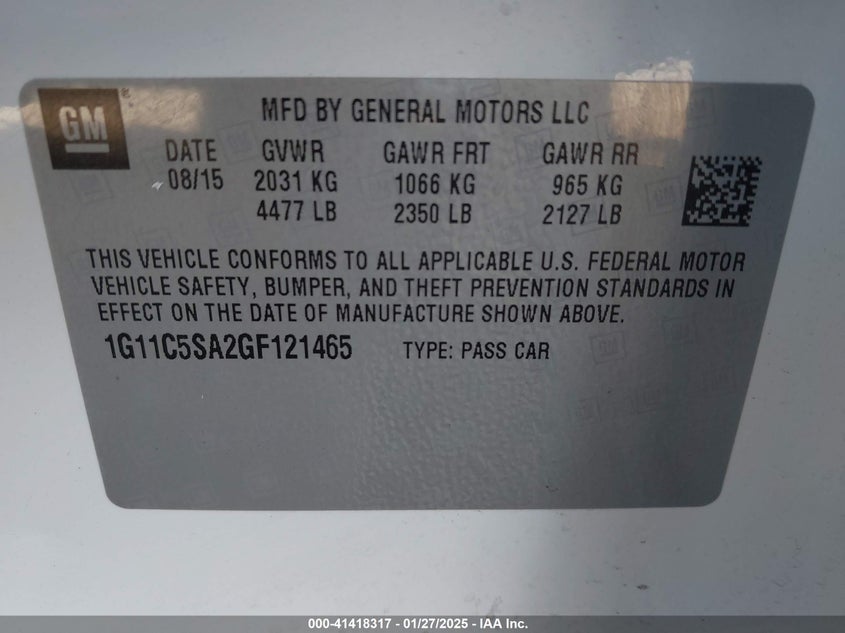 GM
MFD BY GENERAL MOTORS LLC
DATE GVWR GAWR FRT GAWR RR
08/15 2031 KG 1066 KG 965 KG
4477 LB 2350 LB 2127 LB
THIS VEHICLE CONFORMS TO ALL APPLICABLE U.S. FEDERAL MOTOR
VEHICLE SAFETY, BUMPER, AND THEFT PREVENTION STANDARDS IN
EFFECT ON THE DATE OF MANUFACTURE SHOWN ABOVE.
1G11C5SA2GF121465 TYPE: PASS CAR
000-41418317 - 01/27/2025 - IAA Inc.